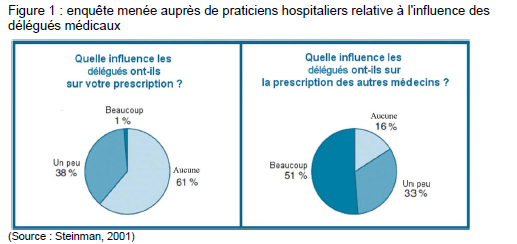 Figure 1 : enquête menée auprès de praticiens hospitaliers relative à l'influence des
délégués médicaux
Quelle influence les
délégués ont-ils
sur votre prescription ?
Beaucoup
1 %
Un peu
38 %
Aucune
61 %
Quelle influence les
délégués ont-ils sur
la prescription des autres médecins ?
Aucune
16 %
Beaucoup
51 %
Un peu
33 %
(Source : Steinman, 2001)